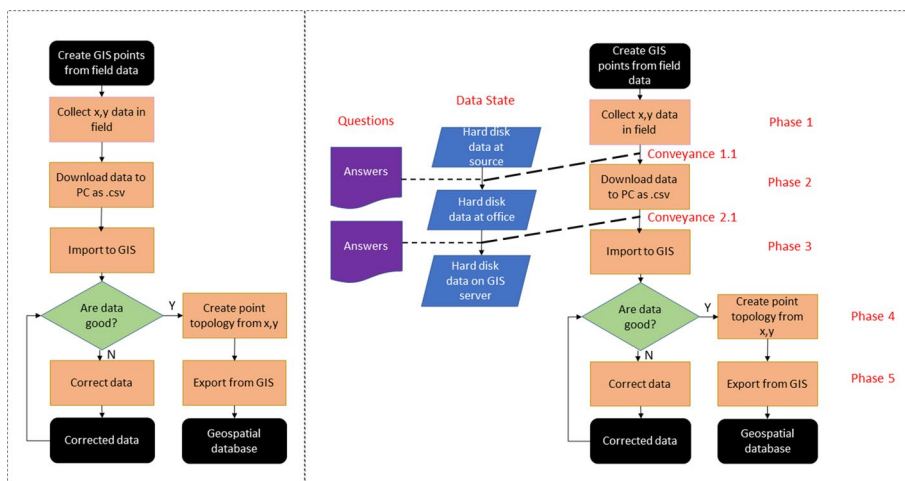 Create GIS points
from field data
Collect x,y data in
field
Download data to
PC as .csv
Import to GIS
Are data
good?
Y
Create point
topology from x,y
N
Correct data
Export from GIS
Corrected data
Geospatial
database
Create GIS
points from field
data
Data State
Questions
Collect x,y data
in field
Phase 1
Hard disk
data at
source
Conveyance 1.1
Answers
Download data
to PC as .csv
Phase 2
Hard disk
data at office
Conveyance 2.1
Answers
Import to GIS
Phase 3
Hard disk
data on GIS
server
Are data
good?
Y
Create point
topology from
x,y
Phase 4
N
Correct data
Export from GIS
Phase 5
Corrected data
Geospatial
database